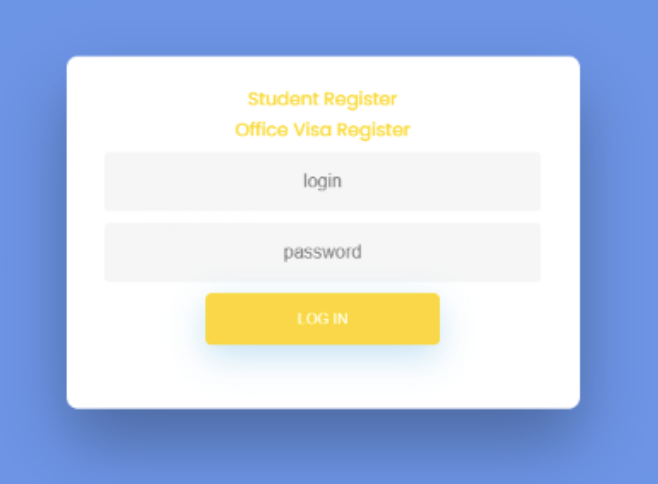 Student Register
Office Visa Register
login
password
LOG IN